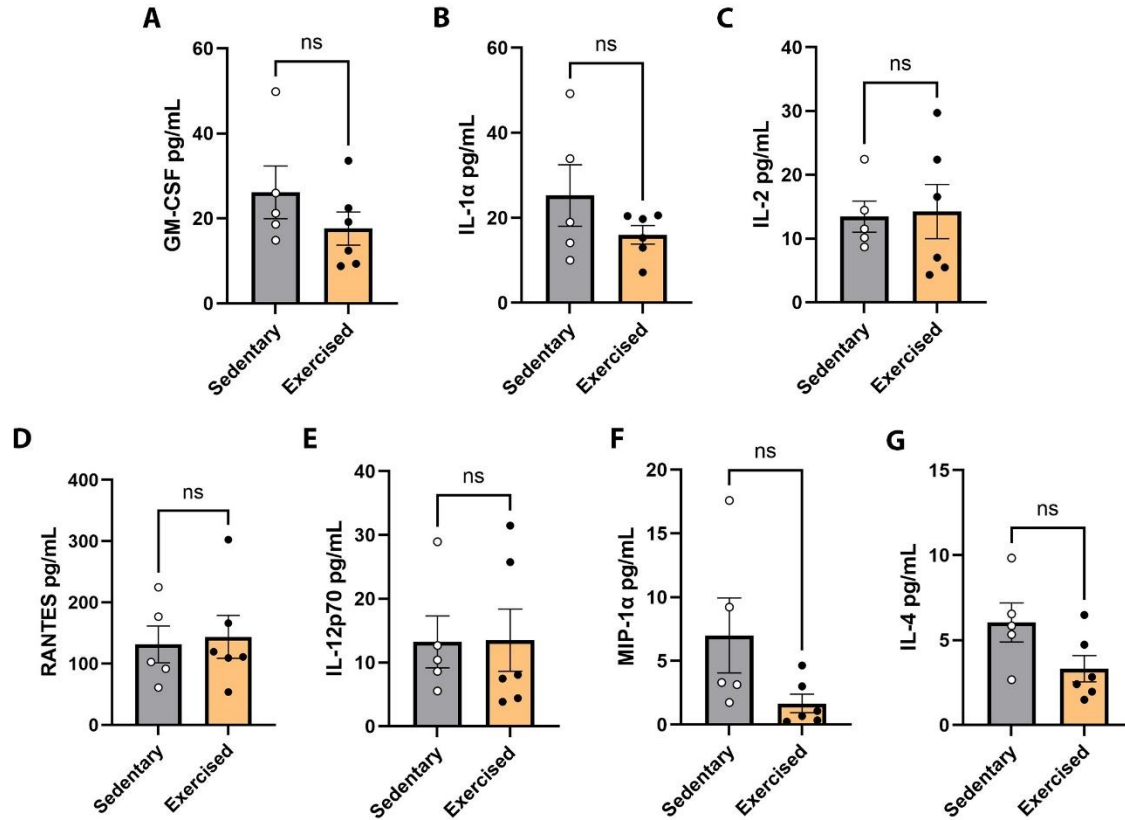 A
GM-CSF pg/mL
60
40
20
0
ns
Sedentary
Exercised
B
IL-1α pg/mL
60
40
20
0
ns
Sedentary
Exercised
C
IL-2 pg/mL
40
30
20
10
0
ns
Sedentary
Exercised
D
RANTES pg/mL
400
300
200
100
0
ns
Sedentary
Exercised
E
IL-12p70 pg/mL
40
30
20
10
0
ns
Sedentary
Exercised
F
MIP-1α pg/mL
20
15
10
5
0
ns
Sedentary
Exercised
G
IL-4 pg/mL
15
10
5
0
ns
Sedentary
Exercised